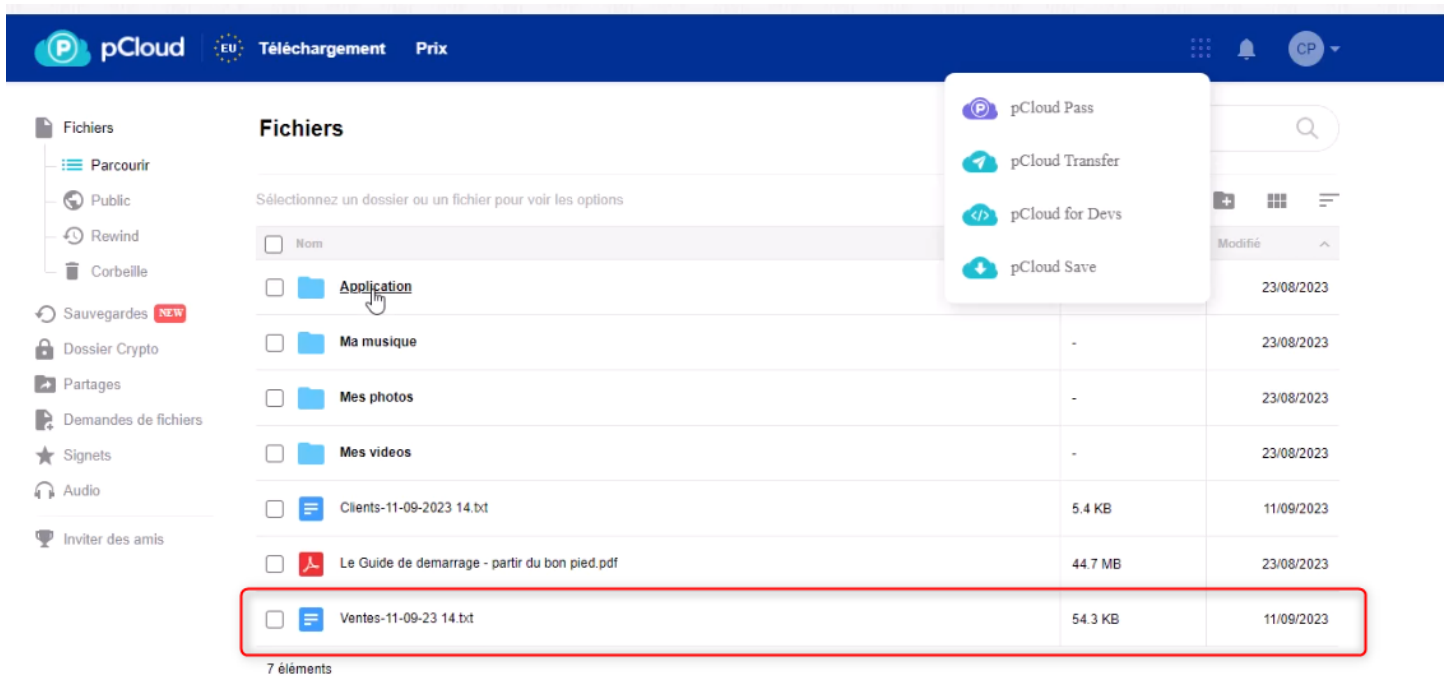 pCloud EU Téléchargement Prix CP
pCloud Pass
pCloud Transfer
pCloud for Devs
pCloud Save
Fichiers
Parcourir
Public
Rewind
Corbeille
Sauvegardes NEW
Dossier Crypto
Partages
Demandes de fichiers
Signets
Audio
Inviter des amis
Fichiers
Sélectionnez un dossier ou un fichier pour voir les options
Nom Modifié
Application 23/08/2023
Ma musique - 23/08/2023
Mes photos - 23/08/2023
Mes videos - 23/08/2023
Clients-11-09-2023 14.txt 5.4 KB 11/09/2023
Le Guide de demarrage - partir du bon pied.pdf 44.7 MB 23/08/2023
Ventes-11-09-23 14.txt 54.3 KB 11/09/2023
7 éléments